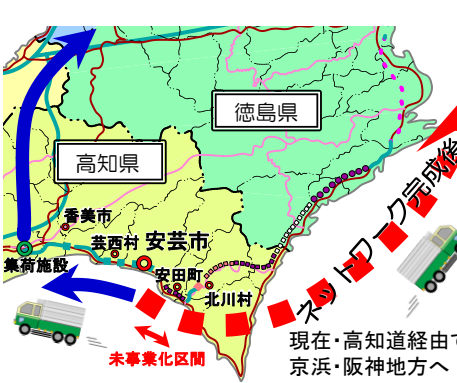 徳島県
高知県
香美市
芸西村
安芸市
集荷施設
安田町
北川村
ネットワーク完成後
未事業化区間
現在・高知道経由で
京浜・阪神地方へ